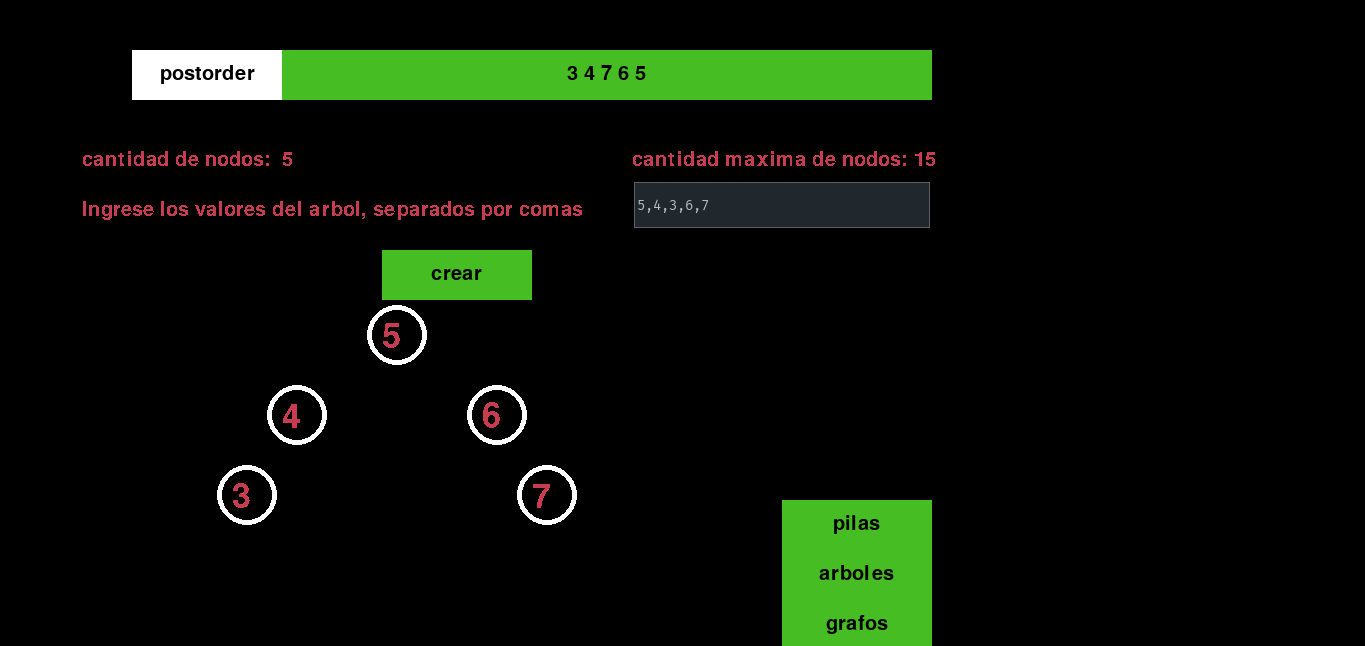 postorder 3 4 7 6 5
cantidad de nodos: 5
cantidad maxima de nodos: 15
Ingrese los valores del arbol, separados por comas
5,4,3,6,7
crear
5
4 6
3 7
pilas
arboles
grafos